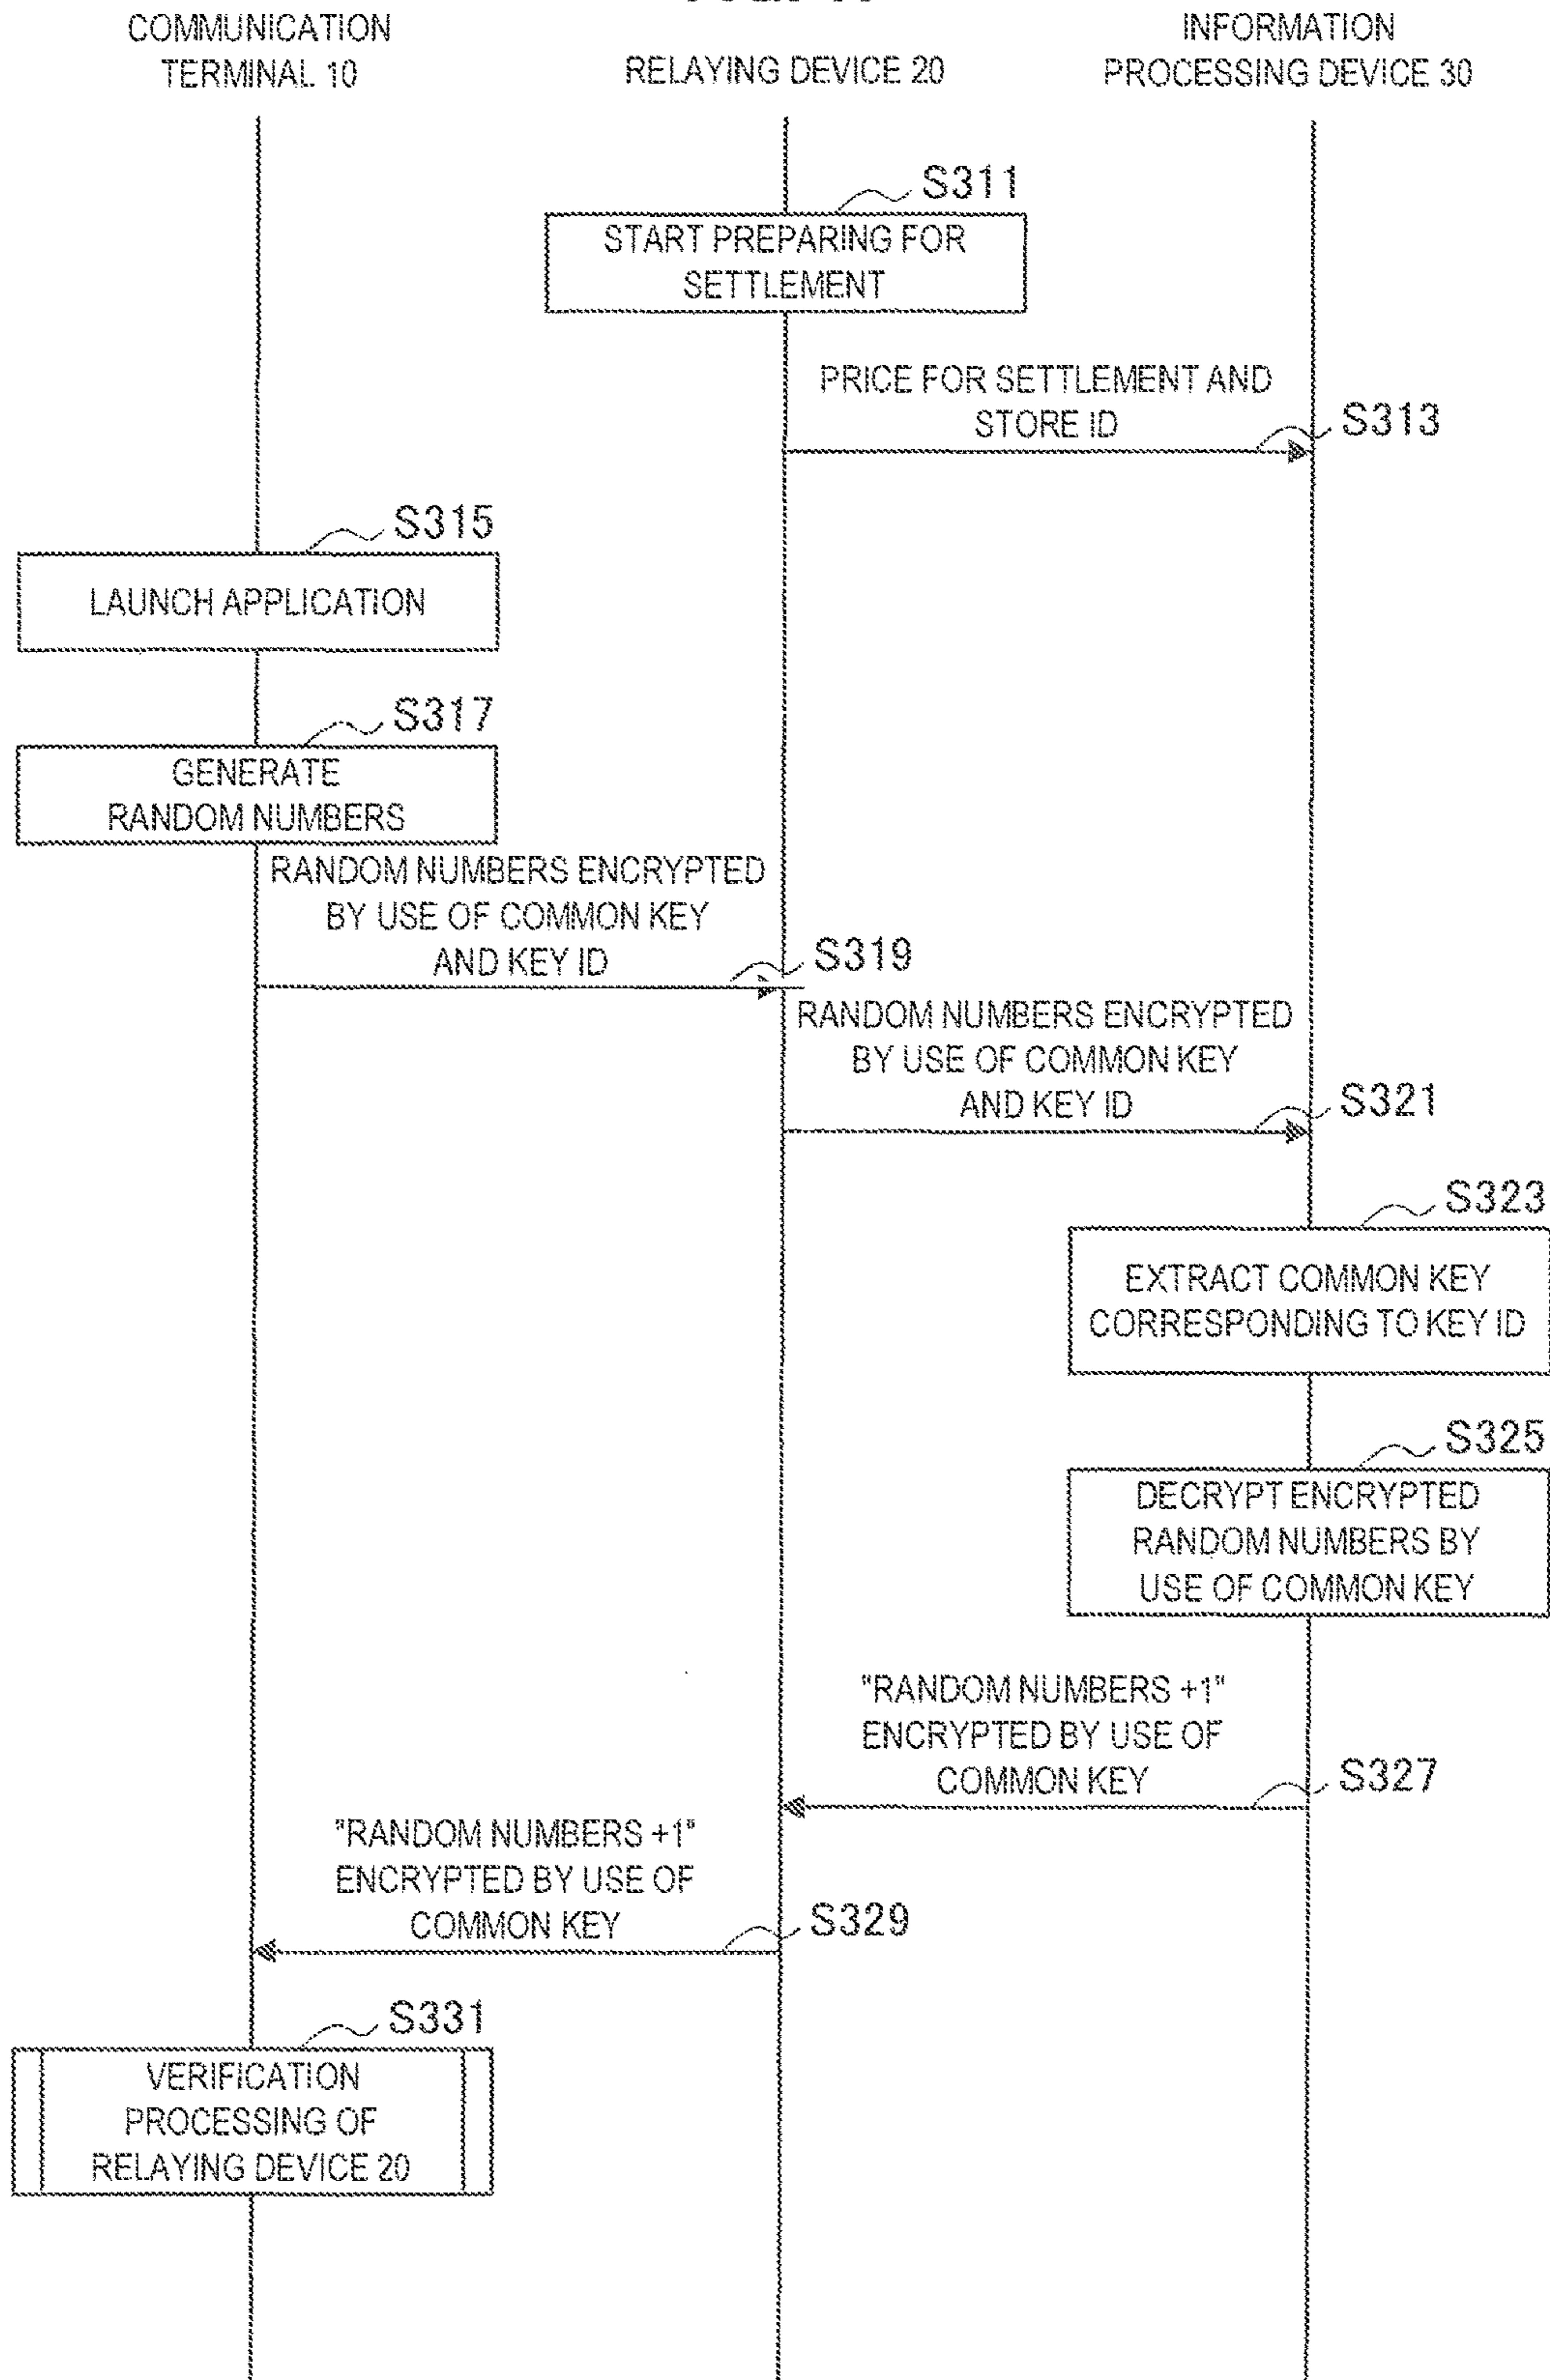 COMMUNICATION
TERMINAL 10
RELAYING DEVICE 20
INFORMATION
PROCESSING DEVICE 30
S311
START PREPARING FOR
SETTLEMENT
PRICE FOR SETTLEMENT AND
STORE ID
S313
S315
LAUNCH APPLICATION
S317
GENERATE
RANDOM NUMBERS
RANDOM NUMBERS ENCRYPTED
BY USE OF COMMON KEY
AND KEY ID
S319
RANDOM NUMBERS ENCRYPTED
BY USE OF COMMON KEY
AND KEY ID
S321
S323
EXTRACT COMMON KEY
CORRESPONDING TO KEY ID
S325
DECRYPT ENCRYPTED
RANDOM NUMBERS BY
USE OF COMMON KEY
"RANDOM NUMBERS +1"
ENCRYPTED BY USE OF
COMMON KEY
S327
"RANDOM NUMBERS +1"
ENCRYPTED BY USE OF
COMMON KEY
S329
S331
VERIFICATION
PROCESSING OF
RELAYING DEVICE 20